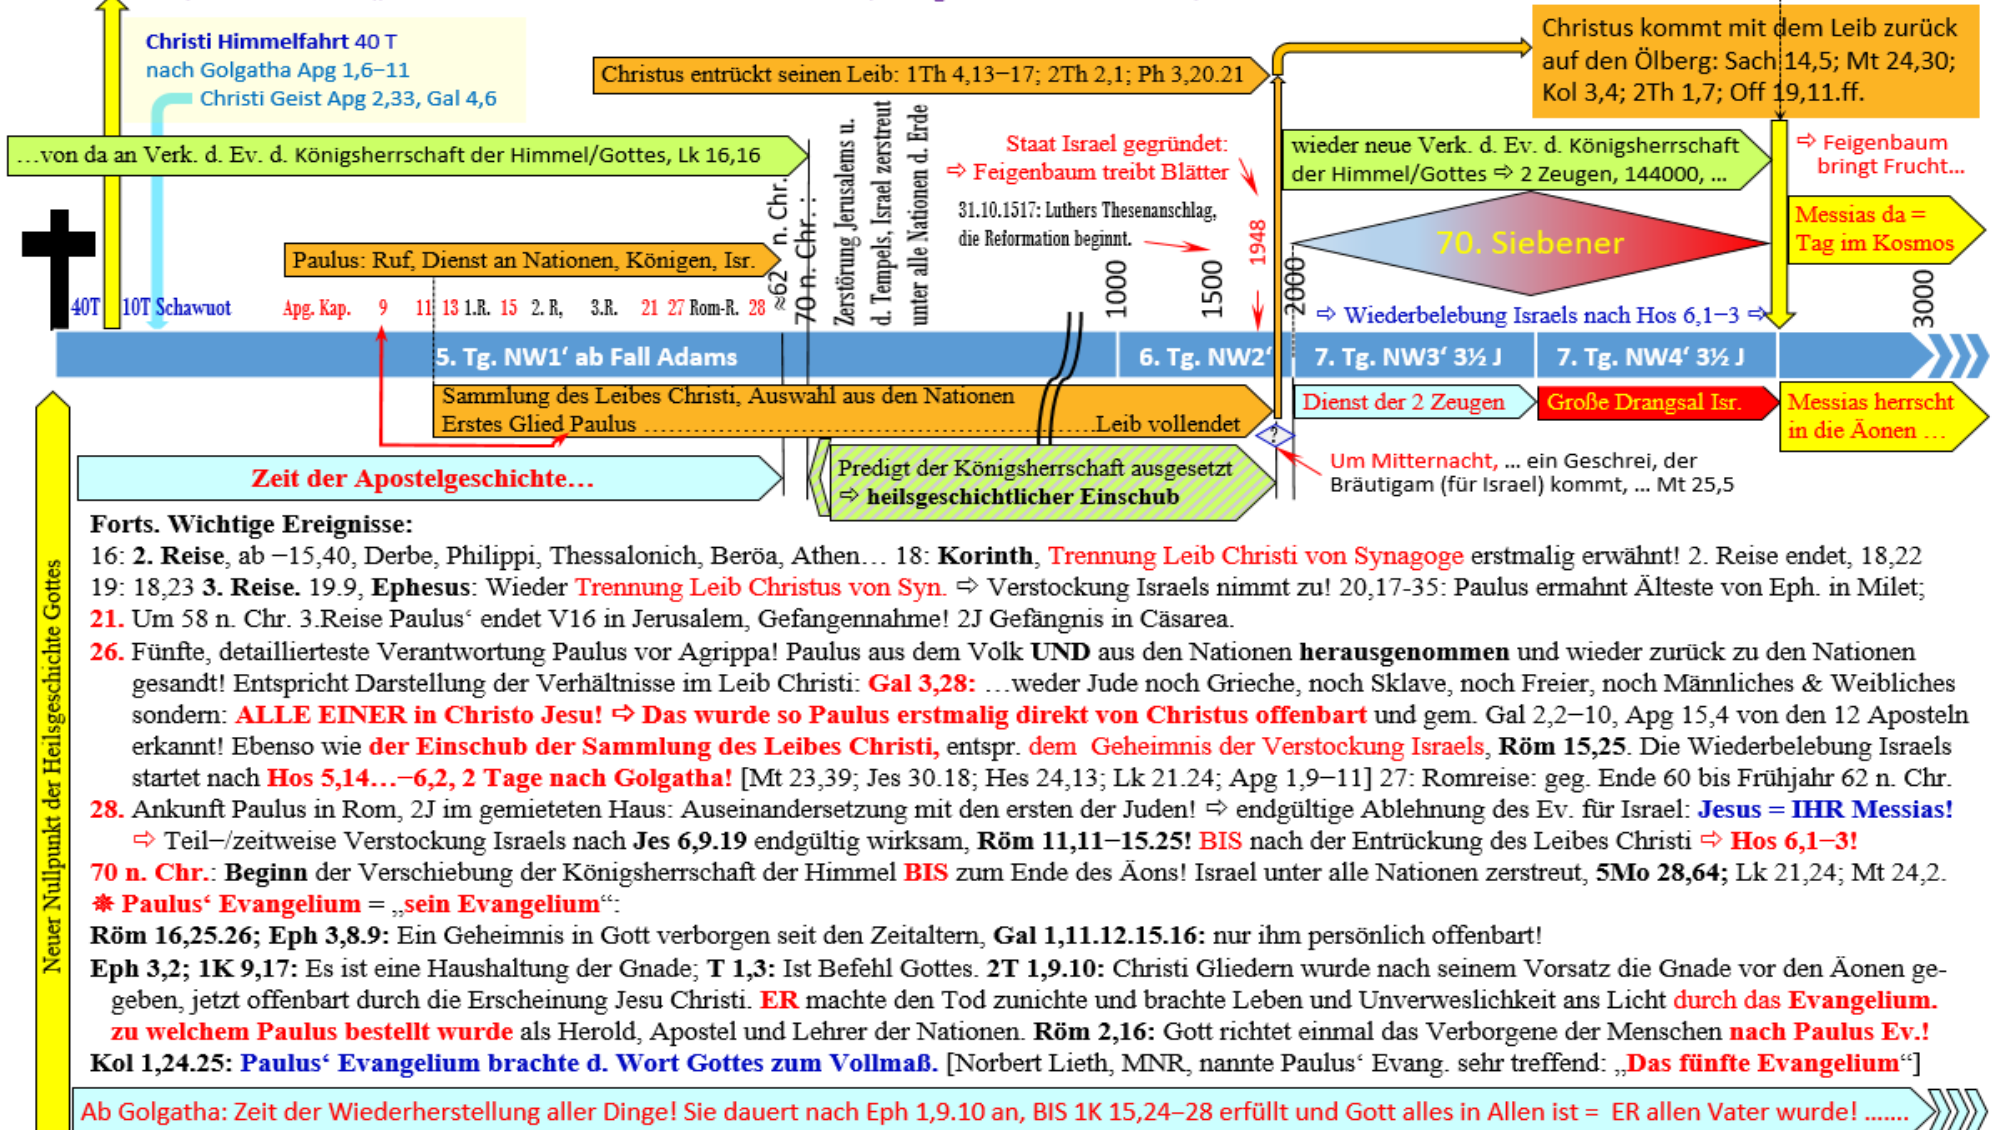 Christi Himmelfahrt 40 T
nach Golgatha Apg 1,6−11
Christi Geist Apg 2,33, Gal 4,6
Christus entrückt seinen Leib: 1Th 4,13−17; 2Th 2,1; Ph 3,20.21
Christus kommt mit dem Leib zurück
auf den Ölberg: Sach 14,5; Mt 24,30;
Kol 3,4; 2Th 1,7; Off 19,11.ff.
…von da an Verk. d. Ev. d. Königsherrschaft der Himmel/Gottes, Lk 16,16
≈62 n. Chr.
70 n. Chr. :
Zerstörung Jerusalems u.
d. Tempels, Israel zerstreut
unter alle Nationen d. Erde
Staat Israel gegründet:
⇨ Feigenbaum treibt Blätter
31.10.1517: Luthers Thesenanschlag,
die Reformation beginnt.
1948
wieder neue Verk. d. Ev. d. Königsherrschaft
der Himmel/Gottes ⇨ 2 Zeugen, 144000, …
⇨ Feigenbaum
bringt Frucht…
70. Siebener
Messias da =
Tag im Kosmos
Paulus: Ruf, Dienst an Nationen, Königen, Isr.
40T 10T Schawuot
Apg. Kap. 9 11 13 1.R. 15 2. R, 3.R. 21 27 Rom-R. 28
1000
1500
2000
⇨ Wiederbelebung Israels nach Hos 6,1−3 ⇨
3000
5. Tg. NW1‘ ab Fall Adams
6. Tg. NW2‘
7. Tg. NW3‘ 3½ J
7. Tg. NW4‘ 3½ J
Sammlung des Leibes Christi, Auswahl aus den Nationen
Erstes Glied Paulus ……………………………………………………Leib vollendet
Dienst der 2 Zeugen
Große Drangsal Isr.
Messias herrscht
in die Äonen …
?
Zeit der Apostelgeschichte…
Predigt der Königsherrschaft ausgesetzt
⇨ heilsgeschichtlicher Einschub
Um Mitternacht, … ein Geschrei, der
Bräutigam (für Israel) kommt, … Mt 25,5
Neuer Nullpunkt der Heilsgeschichte Gottes
Forts. Wichtige Ereignisse:
16: 2. Reise, ab −15,40, Derbe, Philippi, Thessalonich, Beröa, Athen… 18: Korinth, Trennung Leib Christi von Synagoge erstmalig erwähnt! 2. Reise endet, 18,22
19: 18,23 3. Reise. 19.9, Ephesus: Wieder Trennung Leib Christus von Syn. ⇨ Verstockung Israels nimmt zu! 20,17-35: Paulus ermahnt Älteste von Eph. in Milet;
21. Um 58 n. Chr. 3.Reise Paulus‘ endet V16 in Jerusalem, Gefangennahme! 2J Gefängnis in Cäsarea.
26. Fünfte, detaillierteste Verantwortung Paulus vor Agrippa! Paulus aus dem Volk UND aus den Nationen herausgenommen und wieder zurück zu den Nationen
gesandt! Entspricht Darstellung der Verhältnisse im Leib Christi: Gal 3,28: …weder Jude noch Grieche, noch Sklave, noch Freier, noch Männliches & Weibliches
sondern: ALLE EINER in Christo Jesu! ⇨ Das wurde so Paulus erstmalig direkt von Christus offenbart und gem. Gal 2,2−10, Apg 15,4 von den 12 Aposteln
erkannt! Ebenso wie der Einschub der Sammlung des Leibes Christi, entspr. dem Geheimnis der Verstockung Israels, Röm 15,25. Die Wiederbelebung Israels
startet nach Hos 5,14…−6,2, 2 Tage nach Golgatha! [Mt 23,39; Jes 30.18; Hes 24,13; Lk 21.24; Apg 1,9−11] 27: Romreise: geg. Ende 60 bis Frühjahr 62 n. Chr.
28. Ankunft Paulus in Rom, 2J im gemieteten Haus: Auseinandersetzung mit den ersten der Juden! ⇨ endgültige Ablehnung des Ev. für Israel: Jesus = IHR Messias!
⇨ Teil−/zeitweise Verstockung Israels nach Jes 6,9.19 endgültig wirksam, Röm 11,11−15.25! BIS nach der Entrückung des Leibes Christi ⇨ Hos 6,1−3!
70 n. Chr.: Beginn der Verschiebung der Königsherrschaft der Himmel BIS zum Ende des Äons! Israel unter alle Nationen zerstreut, 5Mo 28,64; Lk 21,24; Mt 24,2.
❋ Paulus‘ Evangelium = „sein Evangelium“:
Röm 16,25.26; Eph 3,8.9: Ein Geheimnis in Gott verborgen seit den Zeitaltern, Gal 1,11.12.15.16: nur ihm persönlich offenbart!
Eph 3,2; 1K 9,17: Es ist eine Haushaltung der Gnade; T 1,3: Ist Befehl Gottes. 2T 1,9.10: Christi Gliedern wurde nach seinem Vorsatz die Gnade vor den Äonen ge-
geben, jetzt offenbart durch die Erscheinung Jesu Christi. ER machte den Tod zunichte und brachte Leben und Unverweslichkeit ans Licht durch das Evangelium.
zu welchem Paulus bestellt wurde als Herold, Apostel und Lehrer der Nationen. Röm 2,16: Gott richtet einmal das Verborgene der Menschen nach Paulus Ev.!
Kol 1,24.25: Paulus‘ Evangelium brachte d. Wort Gottes zum Vollmaß. [Norbert Lieth, MNR, nannte Paulus‘ Evang. sehr treffend: „Das fünfte Evangelium“]
Ab Golgatha: Zeit der Wiederherstellung aller Dinge! Sie dauert nach Eph 1,9.10 an, BIS 1K 15,24−28 erfüllt und Gott alles in Allen ist = ER allen Vater wurde! .......